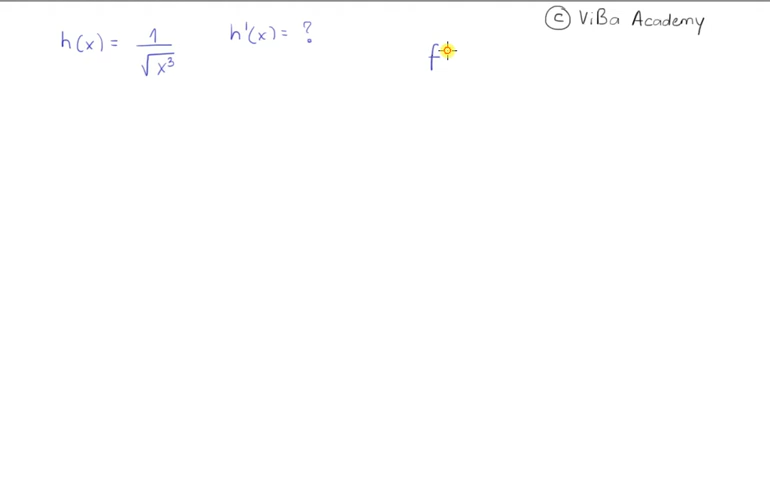 © ViBa Academy
h(x) = 1/√x³ h'(x) = ?
f